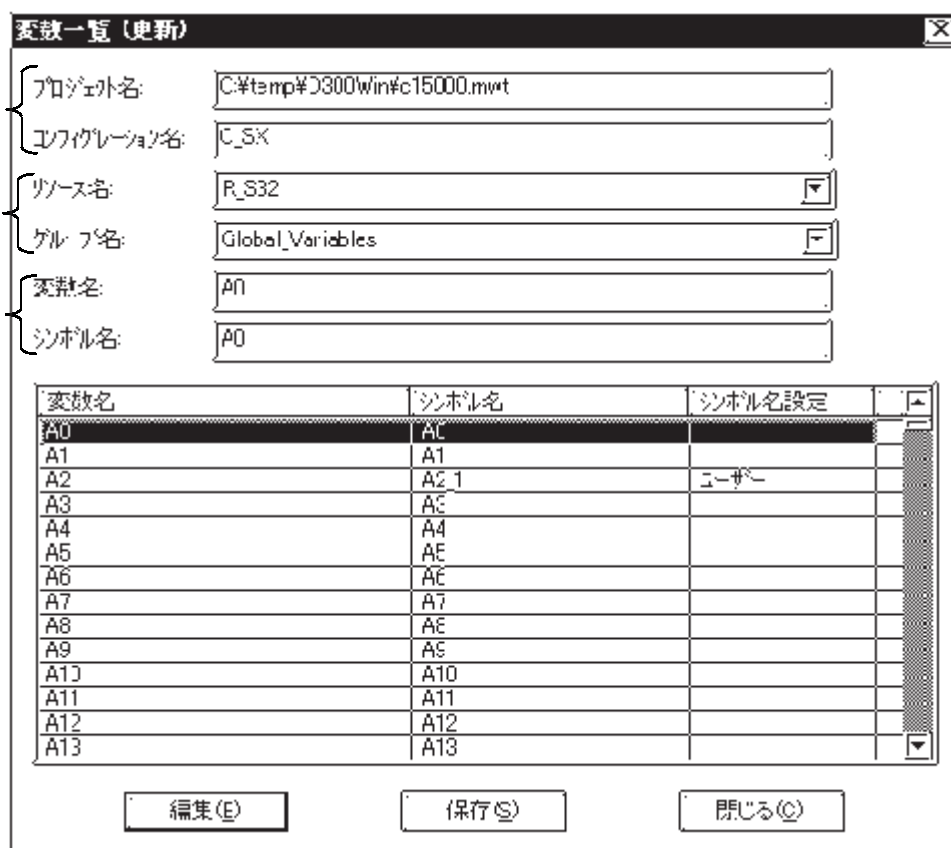 変数一覧（更新）
プロジェクト名: C:¥temp¥D300Win¥c15000.mwt
コンフィグレーション名: C_SX
リソース名: R_S32
グループ名: Global_Variables
変数名: A0
シンボル名: A0
変数名 シンボル名 シンボル名設定
A0 A0
A1 A1
A2 A2_1 ユーザー
A3 A3
A4 A4
A5 A5
A6 A6
A7 A7
A8 A8
A9 A9
A10 A10
A11 A11
A12 A12
A13 A13
編集(E) 保存(S) 閉じる(C)